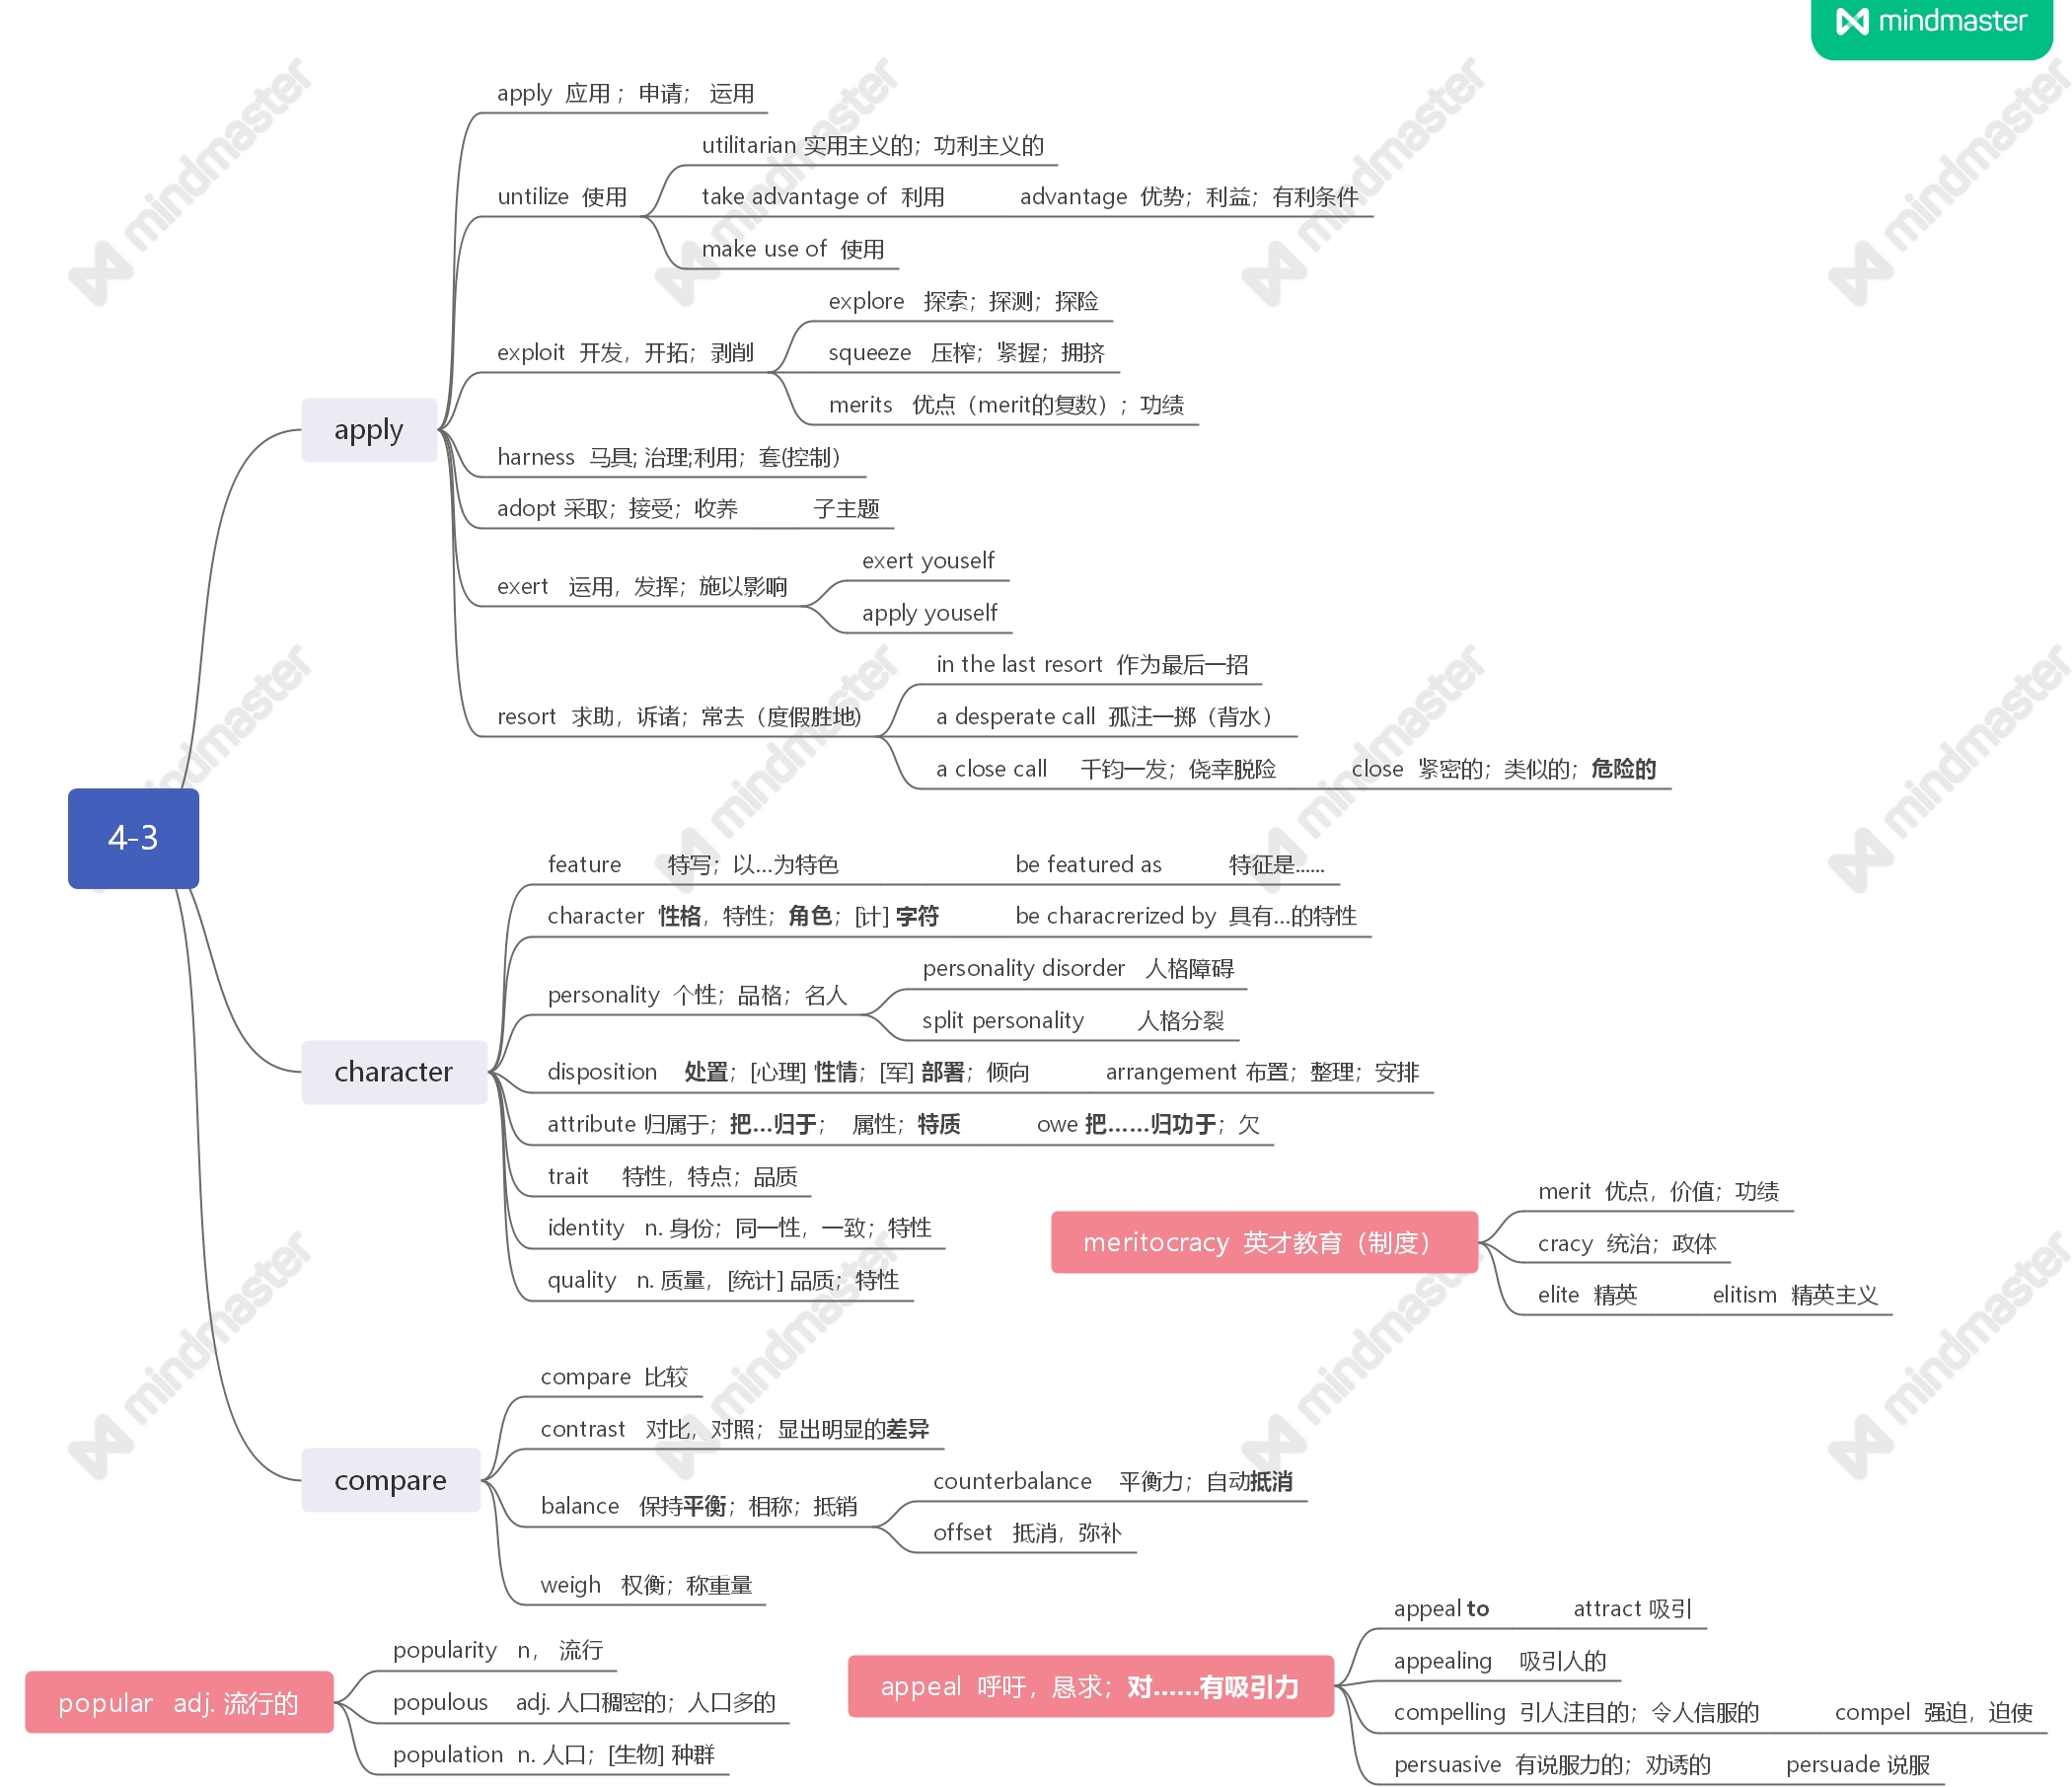 mindmaster
apply 应用； 申请； 运用
utilitarian 实用主义的；功利主义的
untilize 使用
take advantage of 利用
advantage 优势；利益；有利条件
make use of 使用
explore 探索；探测；探险
exploit 开发，开拓；剥削
squeeze 压榨；紧握；拥挤
merits 优点（merit的复数）；功绩
apply
harness 马具; 治理;利用；套(控制）
adopt 采取；接受；收养
子主题
exert 运用，发挥；施以影响
exert youself
apply youself
in the last resort 作为最后一招
resort 求助，诉诸；常去（度假胜地)
a desperate call 孤注一掷（背水）
a close call 千钧一发；侥幸脱险
close 紧密的；类似的；危险的
4-3
feature 特写；以...为特色
be featured as 特征是......
character 性格，特性；角色；[计] 字符
be characrerized by 具有...的特性
personality 个性；品格；名人
personality disorder 人格障碍
split personality 人格分裂
character
disposition 处置；[心理] 性情；[军] 部署；倾向
arrangement 布置；整理；安排
attribute 归属于；把...归于； 属性；特质
owe 把......归功于；欠
trait 特性，特点；品质
identity n. 身份；同一性，一致；特性
quality n. 质量，[统计] 品质；特性
meritocracy 英才教育（制度）
merit 优点，价值；功绩
cracy 统治；政体
elite 精英
elitism 精英主义
compare
compare 比较
contrast 对比，对照；显出明显的差异
balance 保持平衡；相称；抵销
counterbalance 平衡力；自动抵消
offset 抵消，弥补
weigh 权衡；称重量
popular adj. 流行的
popularity n， 流行
populous adj. 人口稠密的；人口多的
population n. 人口；[生物] 种群
appeal 呼吁，恳求；对......有吸引力
appeal to
attract 吸引
appealing 吸引人的
compelling 引人注目的；令人信服的
compel 强迫，迫使
persuasive 有说服力的；劝诱的
persuade 说服